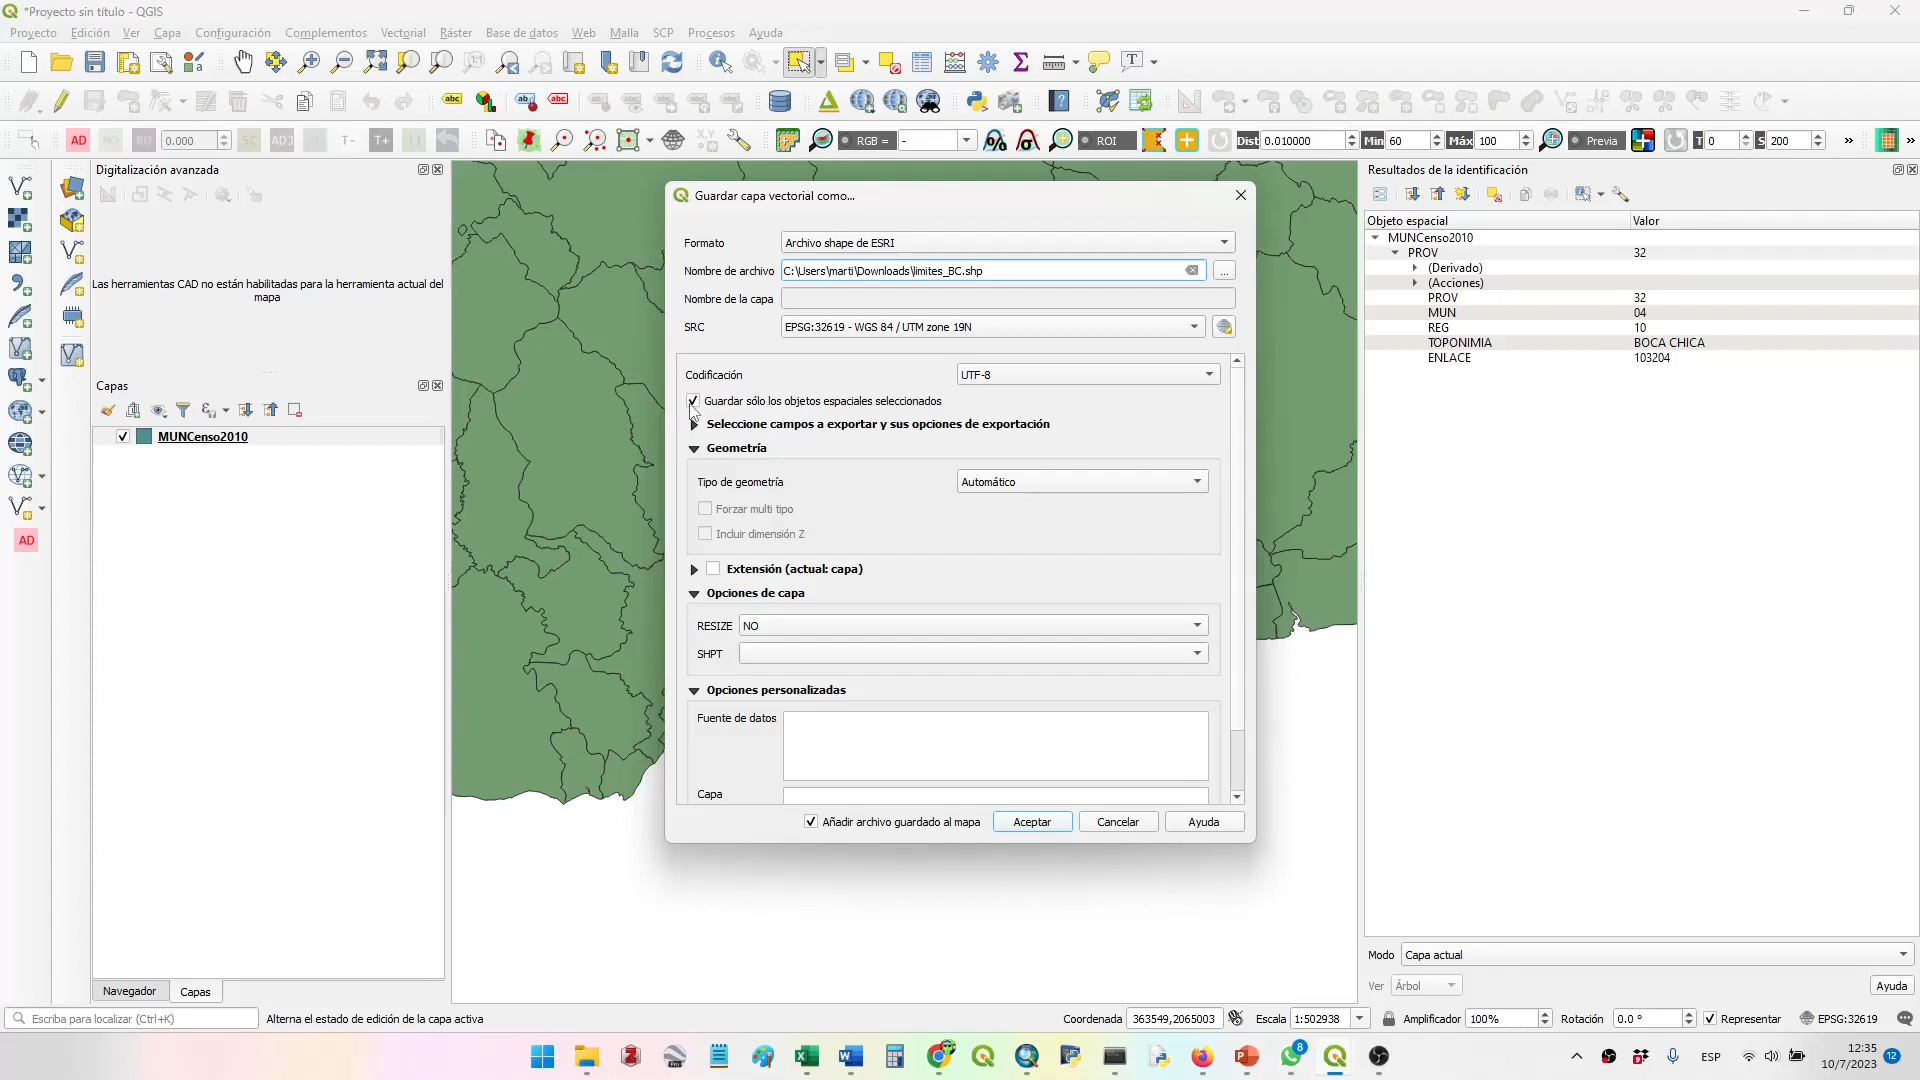 *Proyecto sin título - QGIS
Proyecto Edición Ver Capa Configuración Complementos Vectorial Ráster Base de datos Web Malla SCP Procesos Ayuda
AD 0.000 SC ADJ T- T+ RGB = - ROI Dist 0.010000 Min 60 Máx 100 Previa T 0 S 200
Digitalización avanzada
Las herramientas CAD no están habilitadas para la herramienta actual del
mapa
Capas
MUNCenso2010
AD
Navegador Capas
Guardar capa vectorial como...
Formato Archivo shape de ESRI
Nombre de archivo C:\Users\marti\Downloads\limites_BC.shp ...
Nombre de la capa
SRC EPSG:32619 - WGS 84 / UTM zone 19N
Codificación UTF-8
Guardar sólo los objetos espaciales seleccionados
Seleccione campos a exportar y sus opciones de exportación
Geometría
Tipo de geometría Automático
Forzar multi tipo
Incluir dimensión Z
Extensión (actual: capa)
Opciones de capa
RESIZE NO
SHPT
Opciones personalizadas
Fuente de datos
Capa
Añadir archivo guardado al mapa Aceptar Cancelar Ayuda
Resultados de la identificación
Objeto espacial Valor
MUNCenso2010
PROV 32
(Derivado)
(Acciones)
PROV 32
MUN 04
REG 10
TOPONIMIA BOCA CHICA
ENLACE 103204
Modo Capa actual
Ver Árbol Ayuda
Escriba para localizar (Ctrl+K) Alterna el estado de edición de la capa activa Coordenada 363549,2065003 Escala 1:502938 Amplificador 100% Rotación 0.0 ° Representar EPSG:32619
8 ESP 12:35 12
10/7/2023